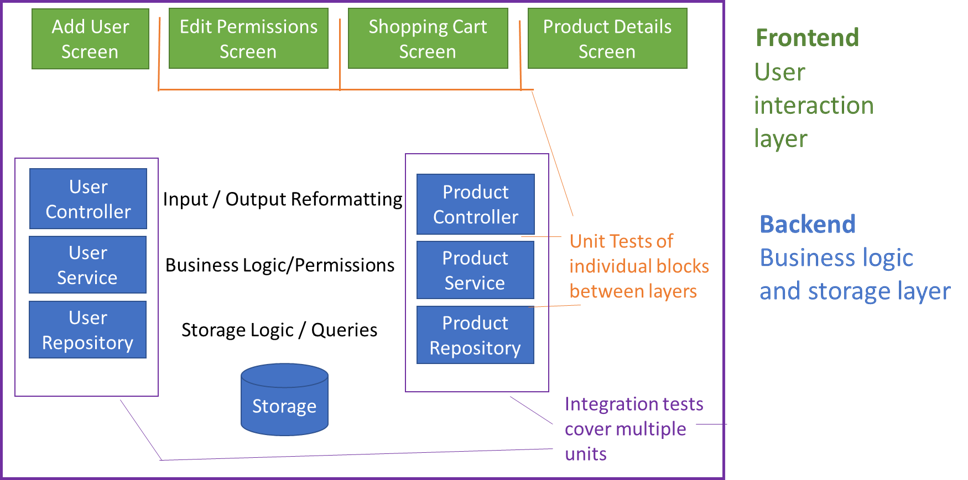 Add User
Screen
Edit Permissions
Screen
Shopping Cart
Screen
Product Details
Screen
Frontend
User
interaction
layer
User
Controller
Input / Output Reformatting
Product
Controller
User
Service
Business Logic/Permissions
Product
Service
Unit Tests of
individual blocks
between layers
Backend
Business logic
and storage layer
User
Repository
Storage Logic / Queries
Product
Repository
Storage
Integration tests
cover multiple
units